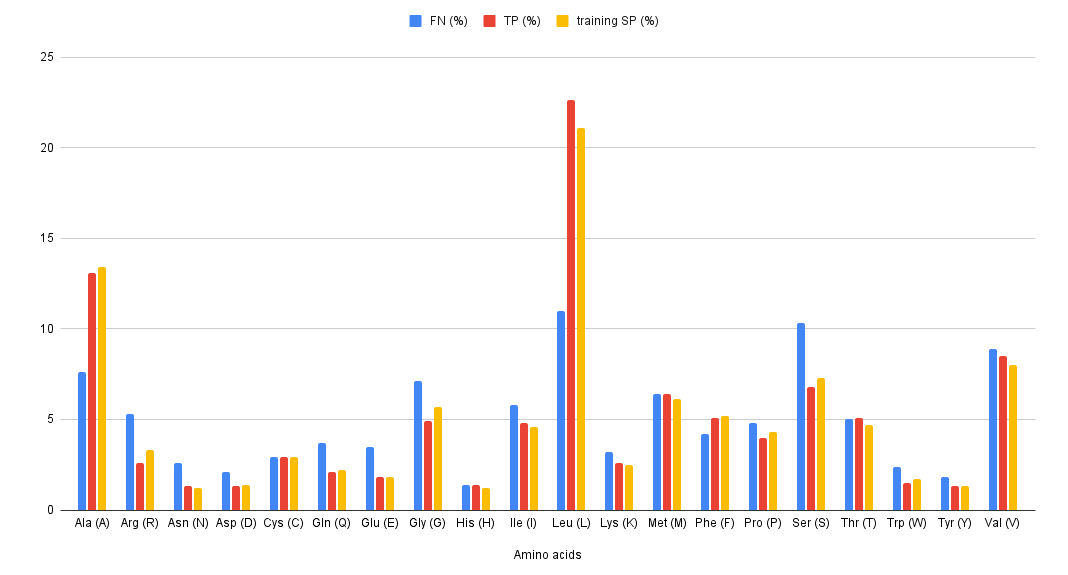 FN (%) TP (%) training SP (%)
25
20
15
10
5
0
Ala (A) Arg (R) Asn (N) Asp (D) Cys (C) Gln (Q) Glu (E) Gly (G) His (H) Ile (I) Leu (L) Lys (K) Met (M) Phe (F) Pro (P) Ser (S) Thr (T) Trp (W) Tyr (Y) Val (V)
Amino acids